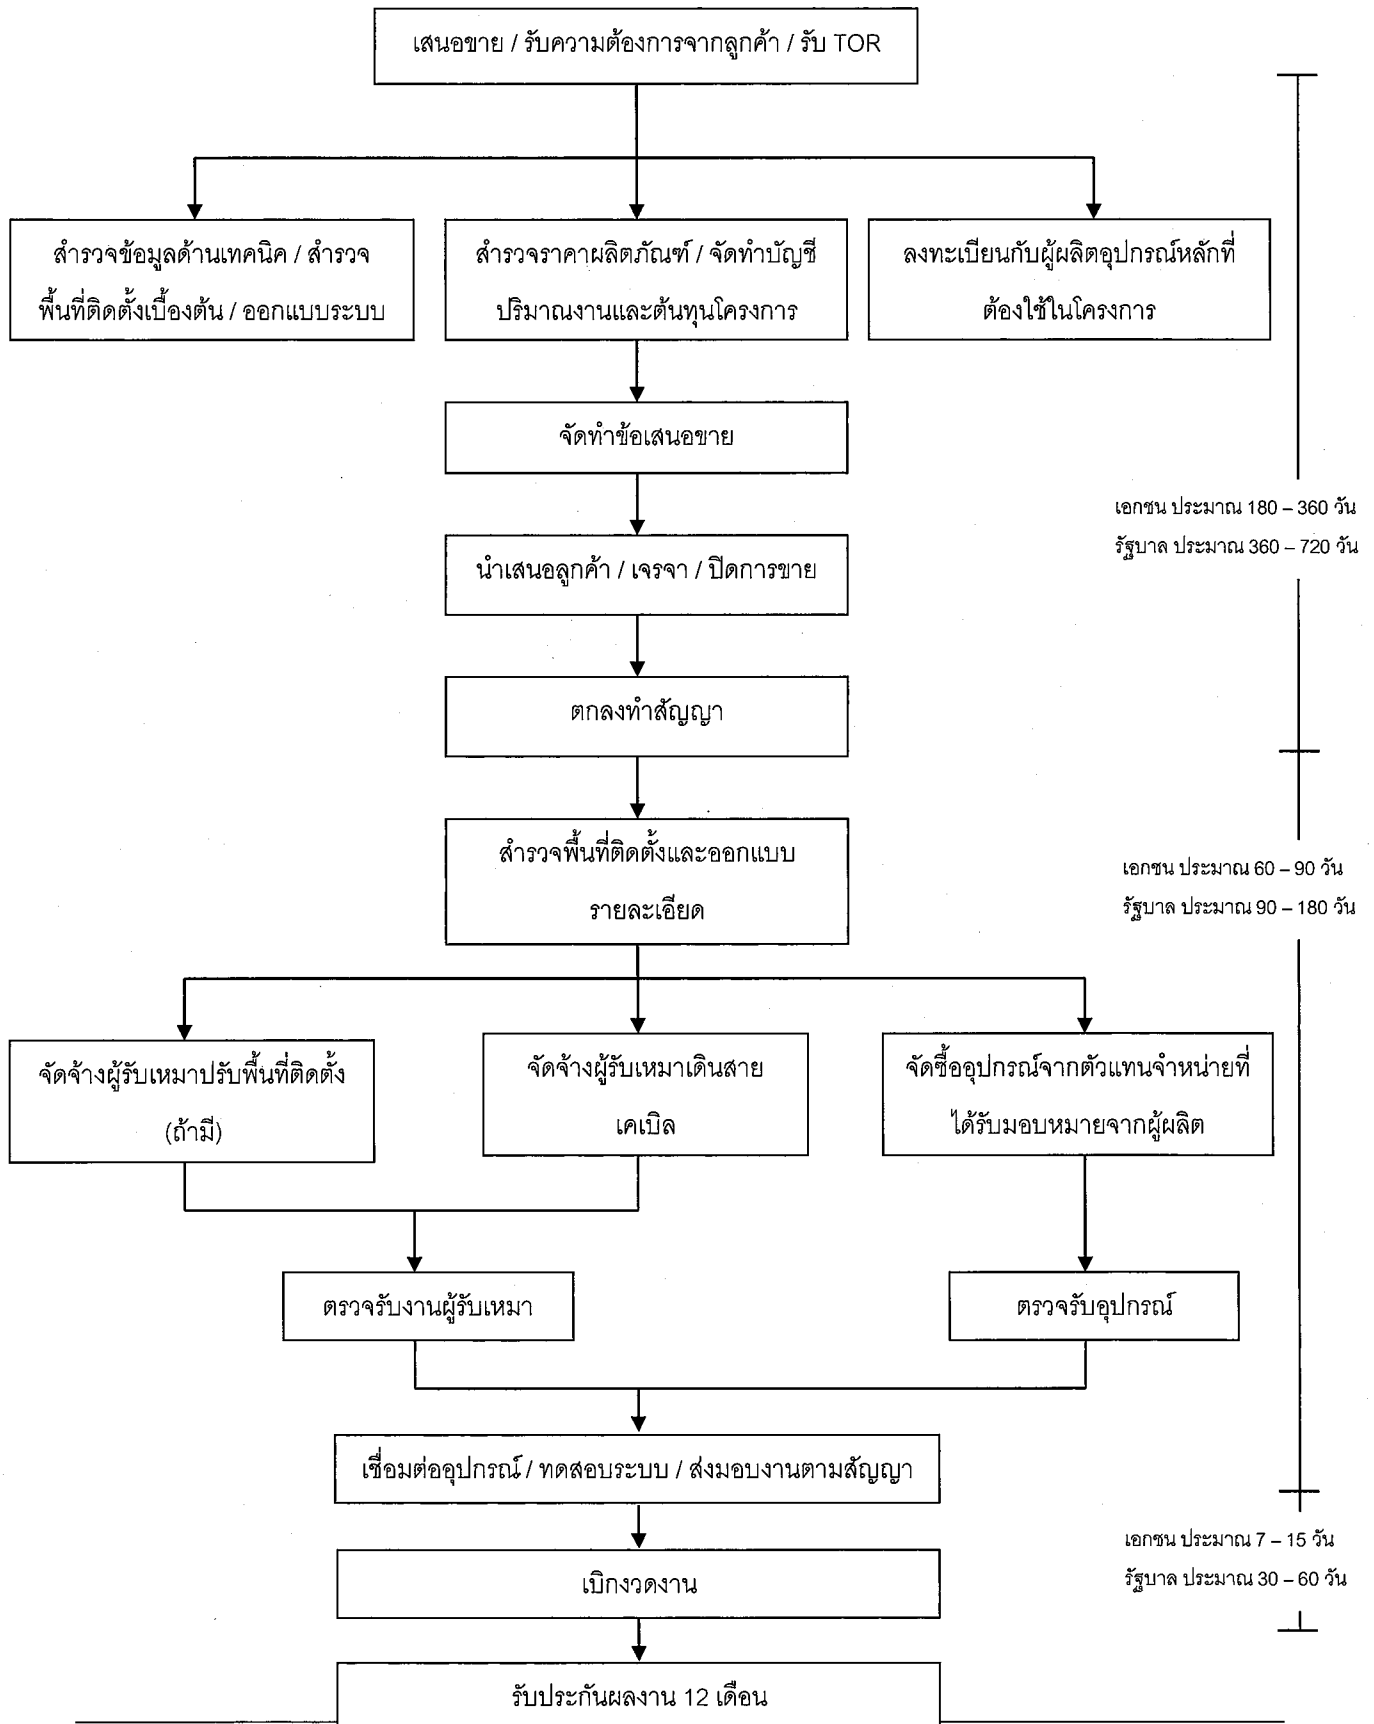 เสนอขาย / รับความต้องการจากลูกค้า / รับ TOR
สำรวจข้อมูลด้านเทคนิค / สำรวจ
พื้นที่ติดตั้งเบื้องต้น / ออกแบบระบบ
สำรวจราคาผลิตภัณฑ์ / จัดทำบัญชี
ปริมาณงานและต้นทุนโครงการ
ลงทะเบียนกับผู้ผลิตอุปกรณ์หลักที่
ต้องใช้ในโครงการ
จัดทำข้อเสนอขาย
นำเสนอลูกค้า / เจรจา / ปิดการขาย
ตกลงทำสัญญา
เอกชน ประมาณ 180 – 360 วัน
รัฐบาล ประมาณ 360 – 720 วัน
สำรวจพื้นที่ติดตั้งและออกแบบ
รายละเอียด
เอกชน ประมาณ 60 – 90 วัน
รัฐบาล ประมาณ 90 – 180 วัน
จัดจ้างผู้รับเหมาปรับพื้นที่ติดตั้ง
(ถ้ามี)
จัดจ้างผู้รับเหมาเดินสาย
เคเบิล
จัดซื้ออุปกรณ์จากตัวแทนจำหน่ายที่
ได้รับมอบหมายจากผู้ผลิต
ตรวจรับงานผู้รับเหมา
ตรวจรับอุปกรณ์
เชื่อมต่ออุปกรณ์ / ทดสอบระบบ / ส่งมอบงานตามสัญญา
เบิกงวดงาน
เอกชน ประมาณ 7 – 15 วัน
รัฐบาล ประมาณ 30 – 60 วัน
รับประกันผลงาน 12 เดือน